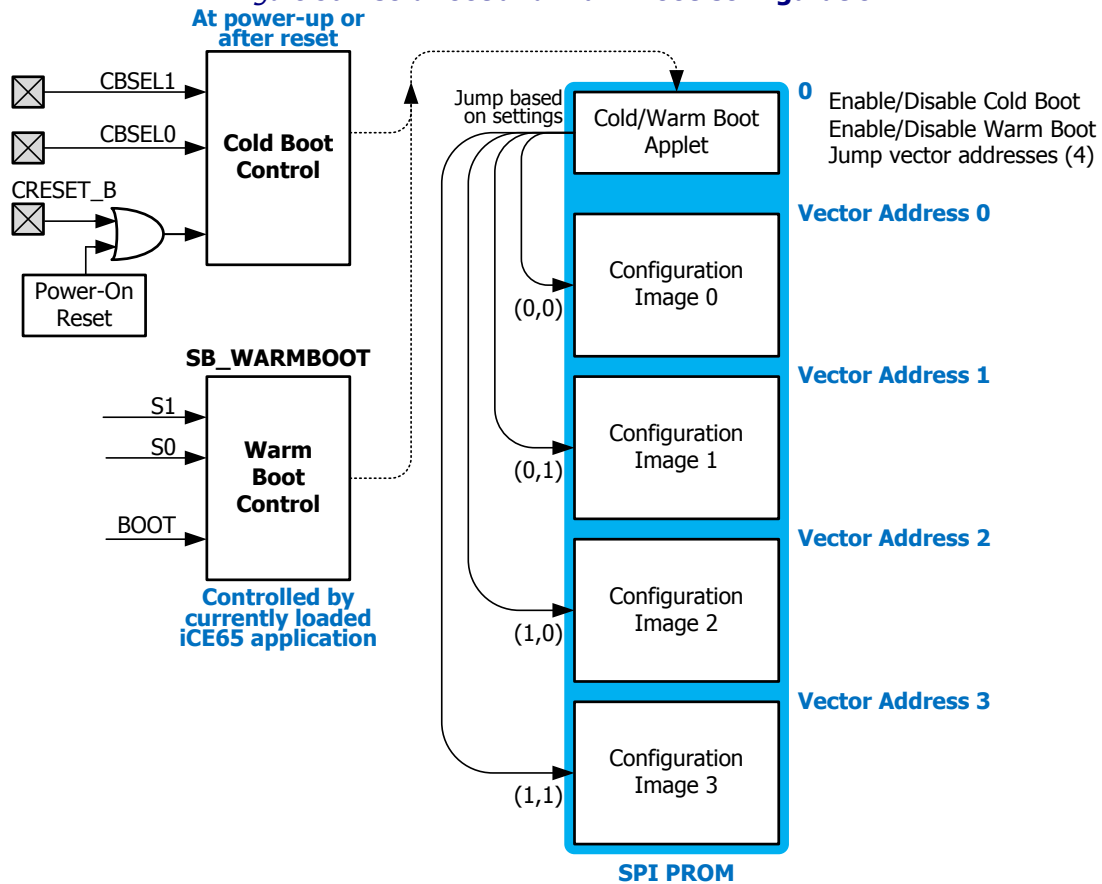 At power-up or
after reset
CBSEL1
CBSEL0
CRESET_B
Power-On
Reset
Cold Boot
Control
SB_WARMBOOT
S1
S0
BOOT
Warm
Boot
Control
Controlled by
currently loaded
iCE65 application
Jump based
on settings
Cold/Warm Boot
Applet
0
Enable/Disable Cold Boot
Enable/Disable Warm Boot
Jump vector addresses (4)
Vector Address 0
Configuration
Image 0
(0,0)
Vector Address 1
Configuration
Image 1
(0,1)
Vector Address 2
Configuration
Image 2
(1,0)
Vector Address 3
Configuration
Image 3
(1,1)
SPI PROM